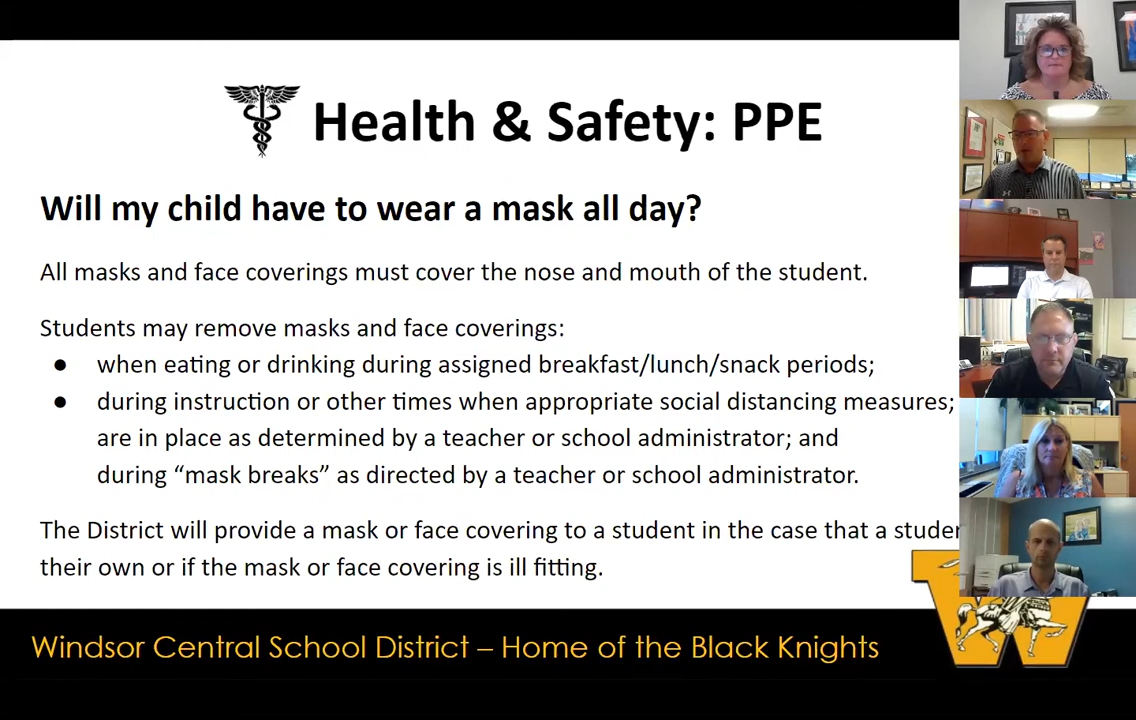 Health & Safety: PPE
Will my child have to wear a mask all day?
All masks and face coverings must cover the nose and mouth of the student.
Students may remove masks and face coverings:
● when eating or drinking during assigned breakfast/lunch/snack periods;
● during instruction or other times when appropriate social distancing measures;
are in place as determined by a teacher or school administrator; and
during “mask breaks” as directed by a teacher or school administrator.
The District will provide a mask or face covering to a student in the case that a
their own or if the mask or face covering is ill fitting.
W
Windsor Central School District – Home of the Black Knights